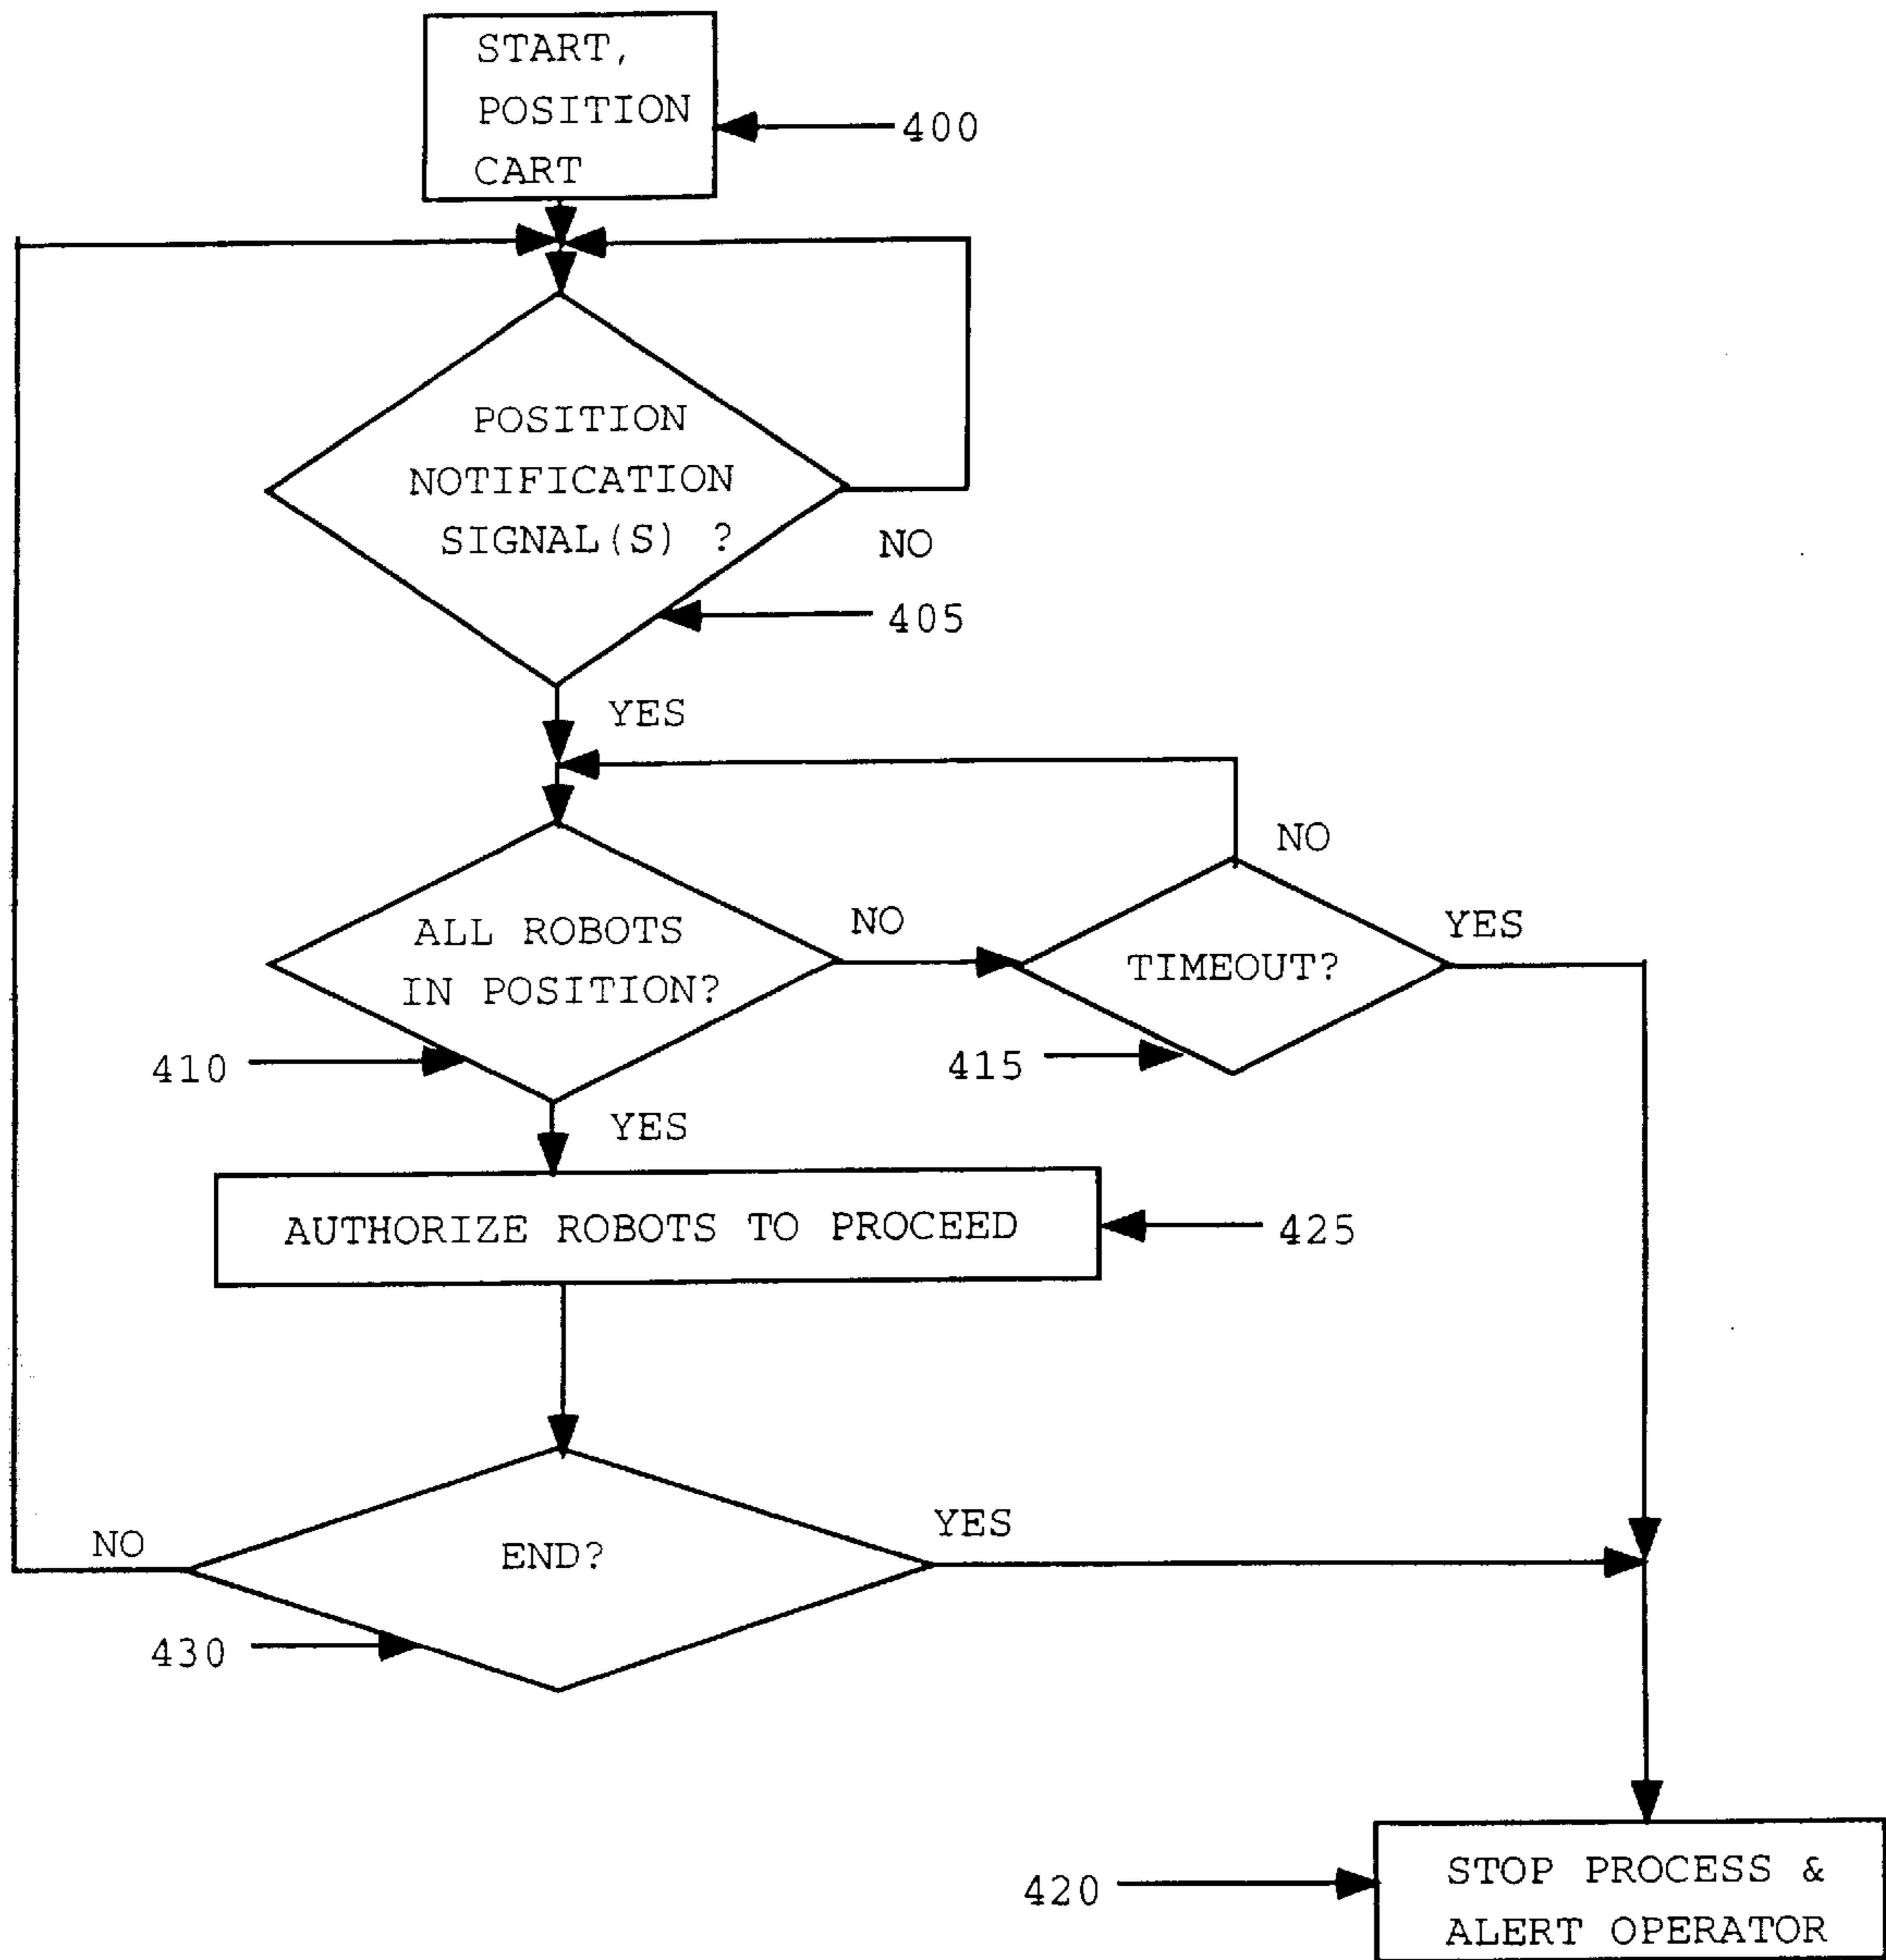 START,
POSITION
CART
400
POSITION
NOTIFICATION
SIGNAL(S) ?
NO
405
YES
NO
ALL ROBOTS
IN POSITION?
NO
TIMEOUT?
YES
410
415
YES
AUTHORIZE ROBOTS TO PROCEED
425
END?
NO
YES
430
420
STOP PROCESS &
ALERT OPERATOR